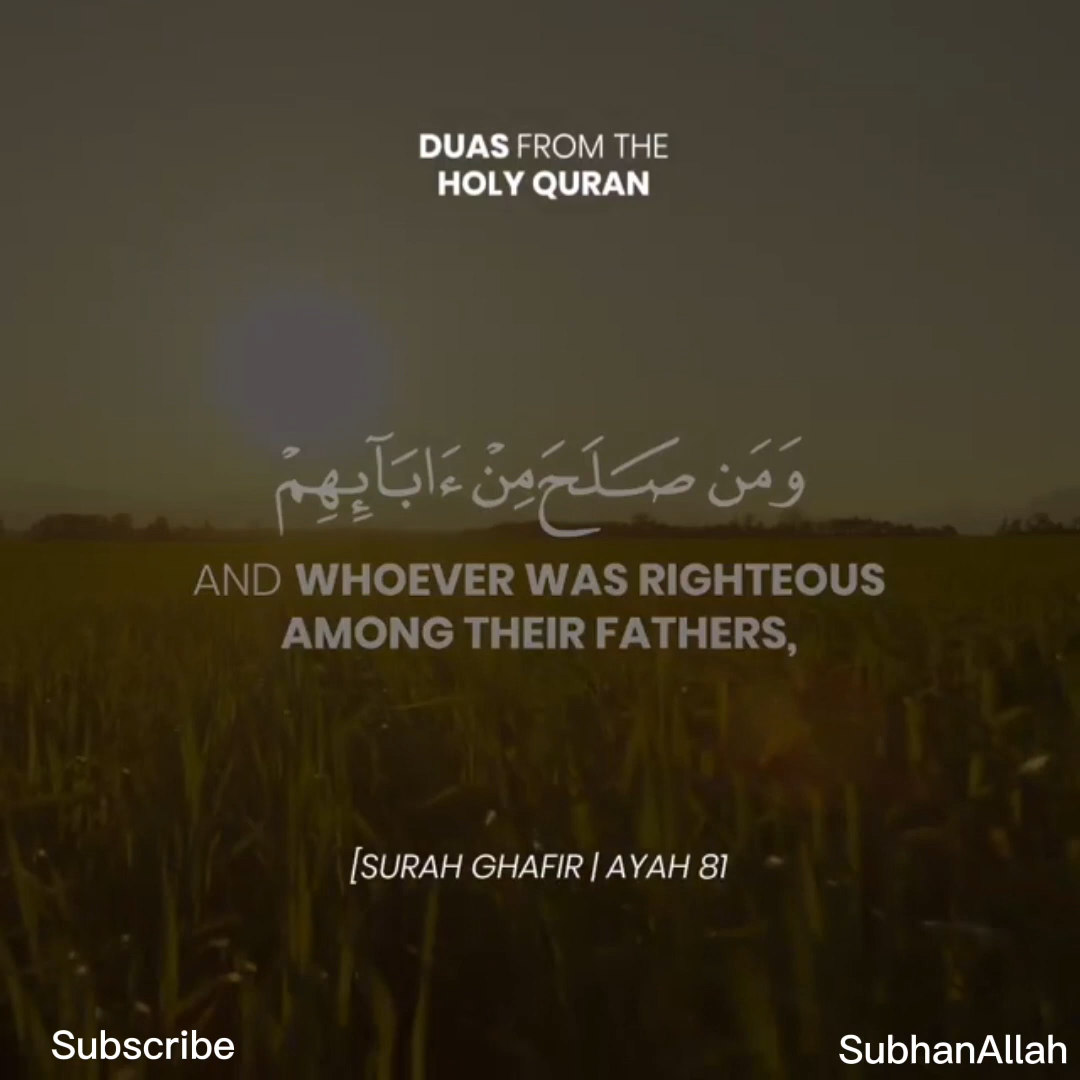 DUAS FROM THE
HOLY QURAN
وَمَن صَلَحَ مِنْ ءَابَآئِهِمْ
AND WHOEVER WAS RIGHTEOUS
AMONG THEIR FATHERS,
[SURAH GHAFIR | AYAH 81
Subscribe
SubhanAllah